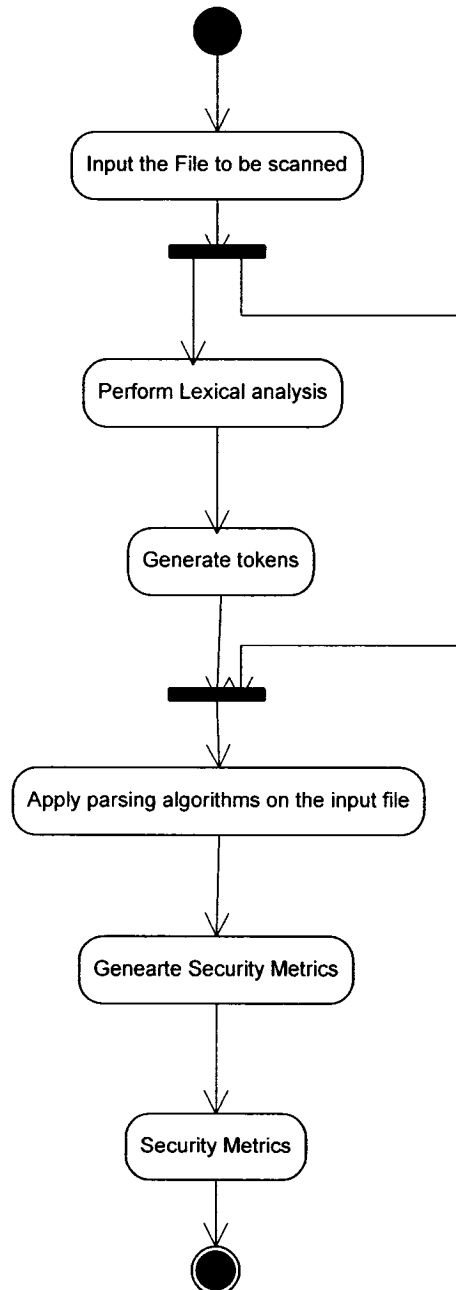 Input the File to be scanned
Perform Lexical analysis
Generate tokens
Apply parsing algorithms on the input file
Genearte Security Metrics
Security Metrics